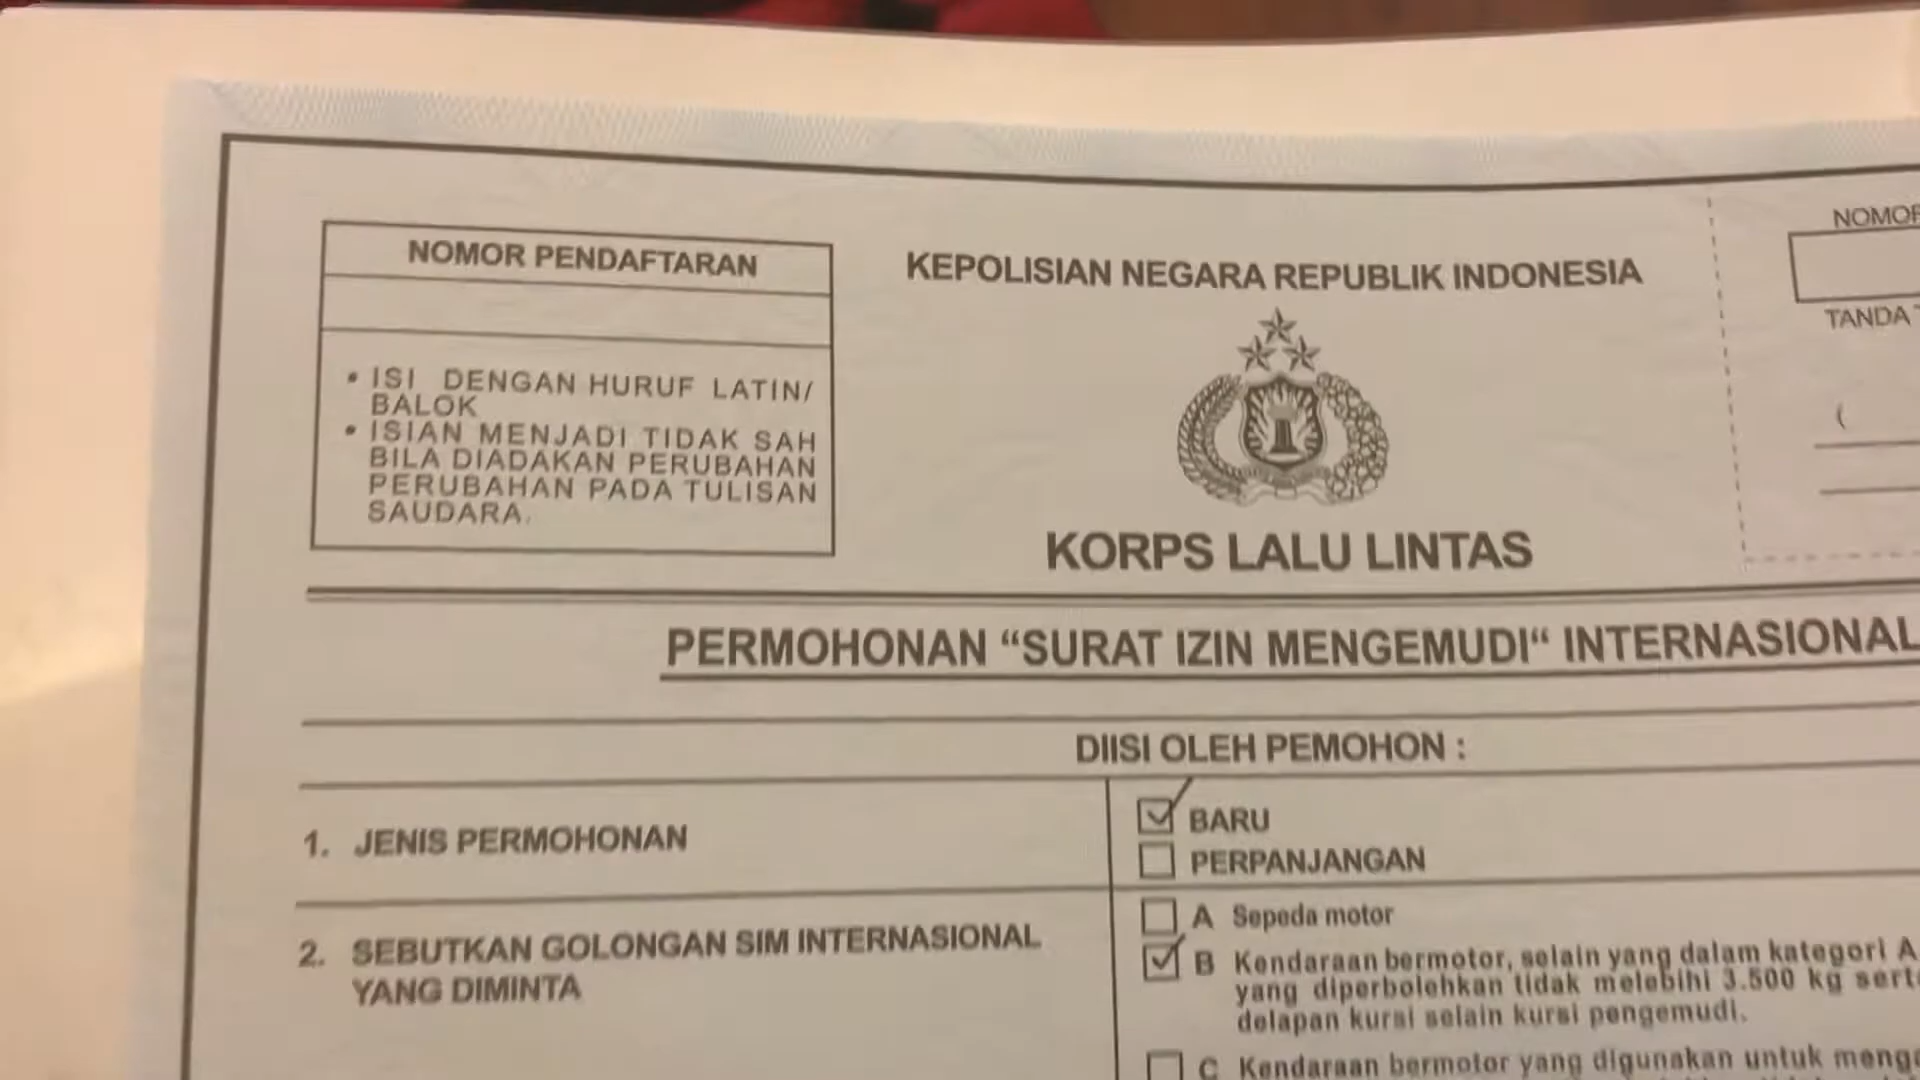 NOMOR PENDAFTARAN
• ISI DENGAN HURUF LATIN/
BALOK
• ISIAN MENJADI TIDAK SAH
BILA DIADAKAN PERUBAHAN
PERUBAHAN PADA TULISAN
SAUDARA.
KEPOLISIAN NEGARA REPUBLIK INDONESIA
KORPS LALU LINTAS
NOMOR
TANDA
(
PERMOHONAN “SURAT IZIN MENGEMUDI“ INTERNASIONAL
DIISI OLEH PEMOHON :
1. JENIS PERMOHONAN
BARU
PERPANJANGAN
2. SEBUTKAN GOLONGAN SIM INTERNASIONAL
YANG DIMINTA
A Sepeda motor
B Kendaraan bermotor, selain yang dalam kategori A
yang diperbolehkan tidak melebihi 3.500 kg
delapan kursi selain kursi pengemudi.
C Kendaraan bermotor yang digunakan untuk